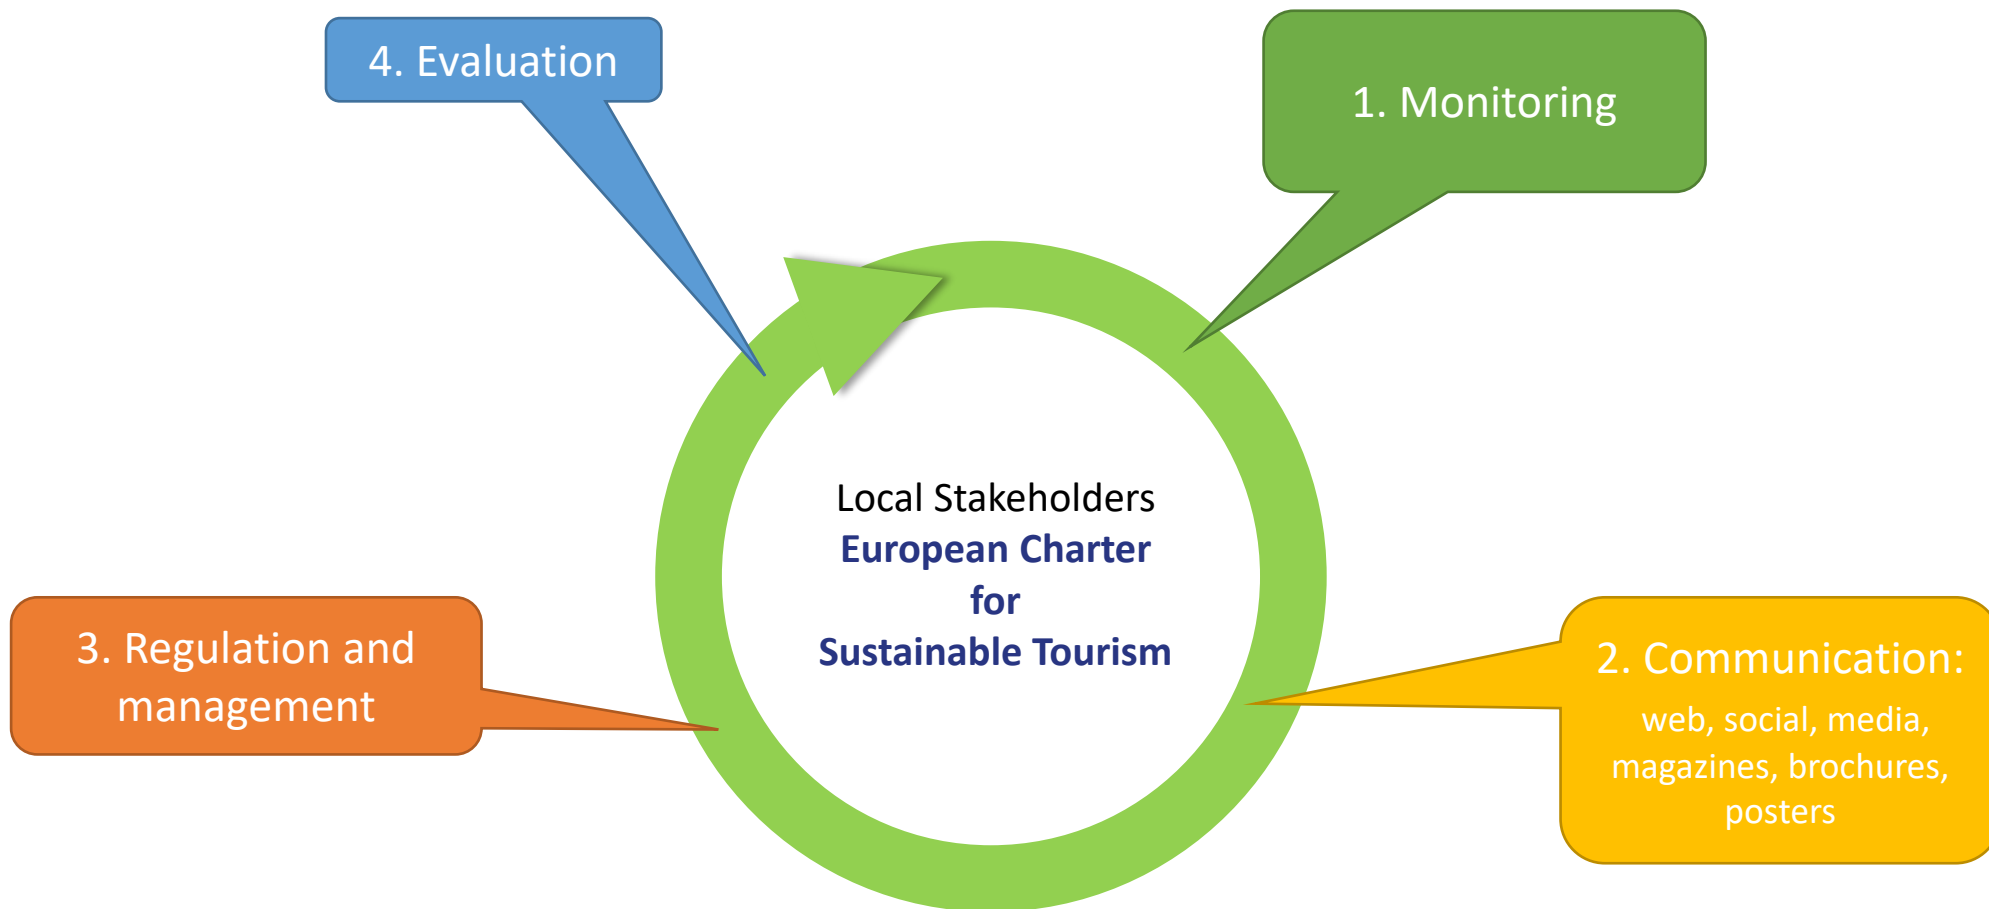 4. Evaluation
1. Monitoring
Local Stakeholders
European Charter
for
Sustainable Tourism
3. Regulation and
management
2. Communication:
web, social, media,
magazines, brochures,
posters